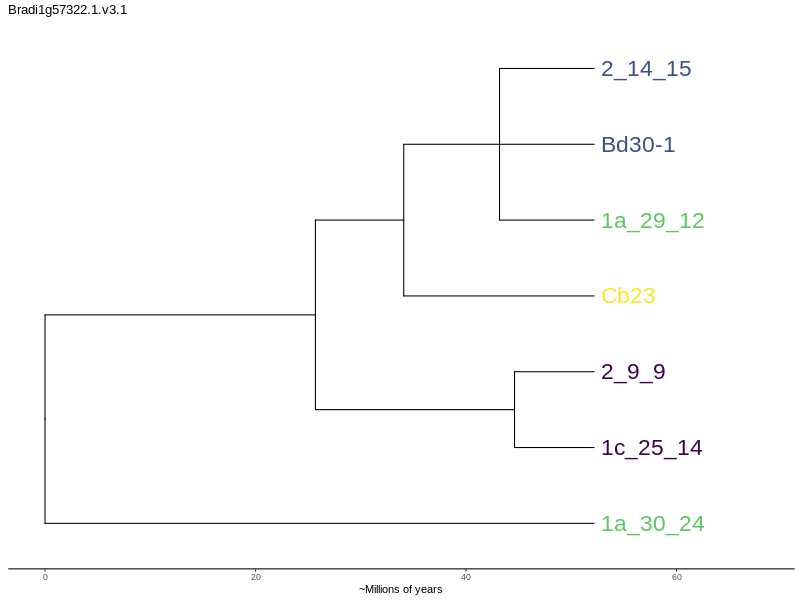 Bradi1g57322.1.v3.1
2_14_15
Bd30-1
1a_29_12
Cb23
2_9_9
1c_25_14
1a_30_24
0 20 40 60
~Millions of years